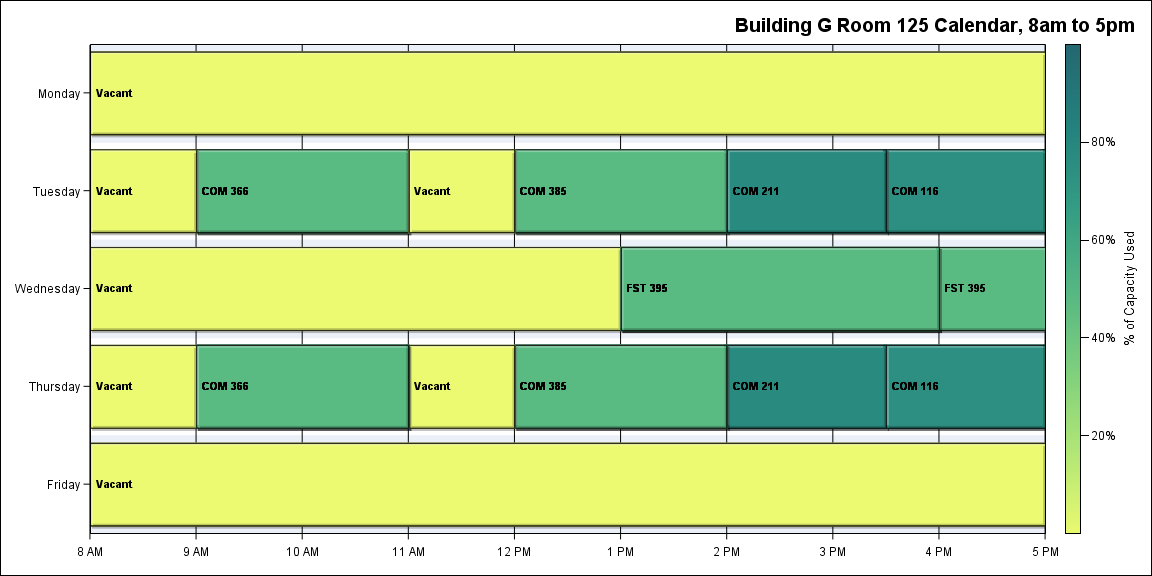 Building G Room 125 Calendar, 8am to 5pm
Monday
Vacant
Tuesday
Vacant
COM 366
Vacant
COM 385
COM 211
COM 116
Wednesday
Vacant
FST 395
FST 395
Thursday
Vacant
COM 366
Vacant
COM 385
COM 211
COM 116
Friday
Vacant
8 AM
9 AM
10 AM
11 AM
12 PM
1 PM
2 PM
3 PM
4 PM
5 PM
80%
60%
40%
20%
% of Capacity Used